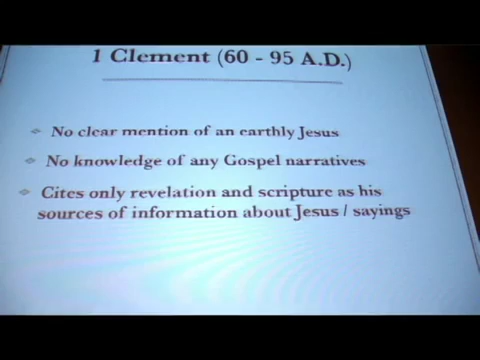 1 Clement (60 - 95 A.D.)
No clear mention of an earthly Jesus
No knowledge of any Gospel narratives
Cites only revelation and scripture as his
sources of information about Jesus / sayings